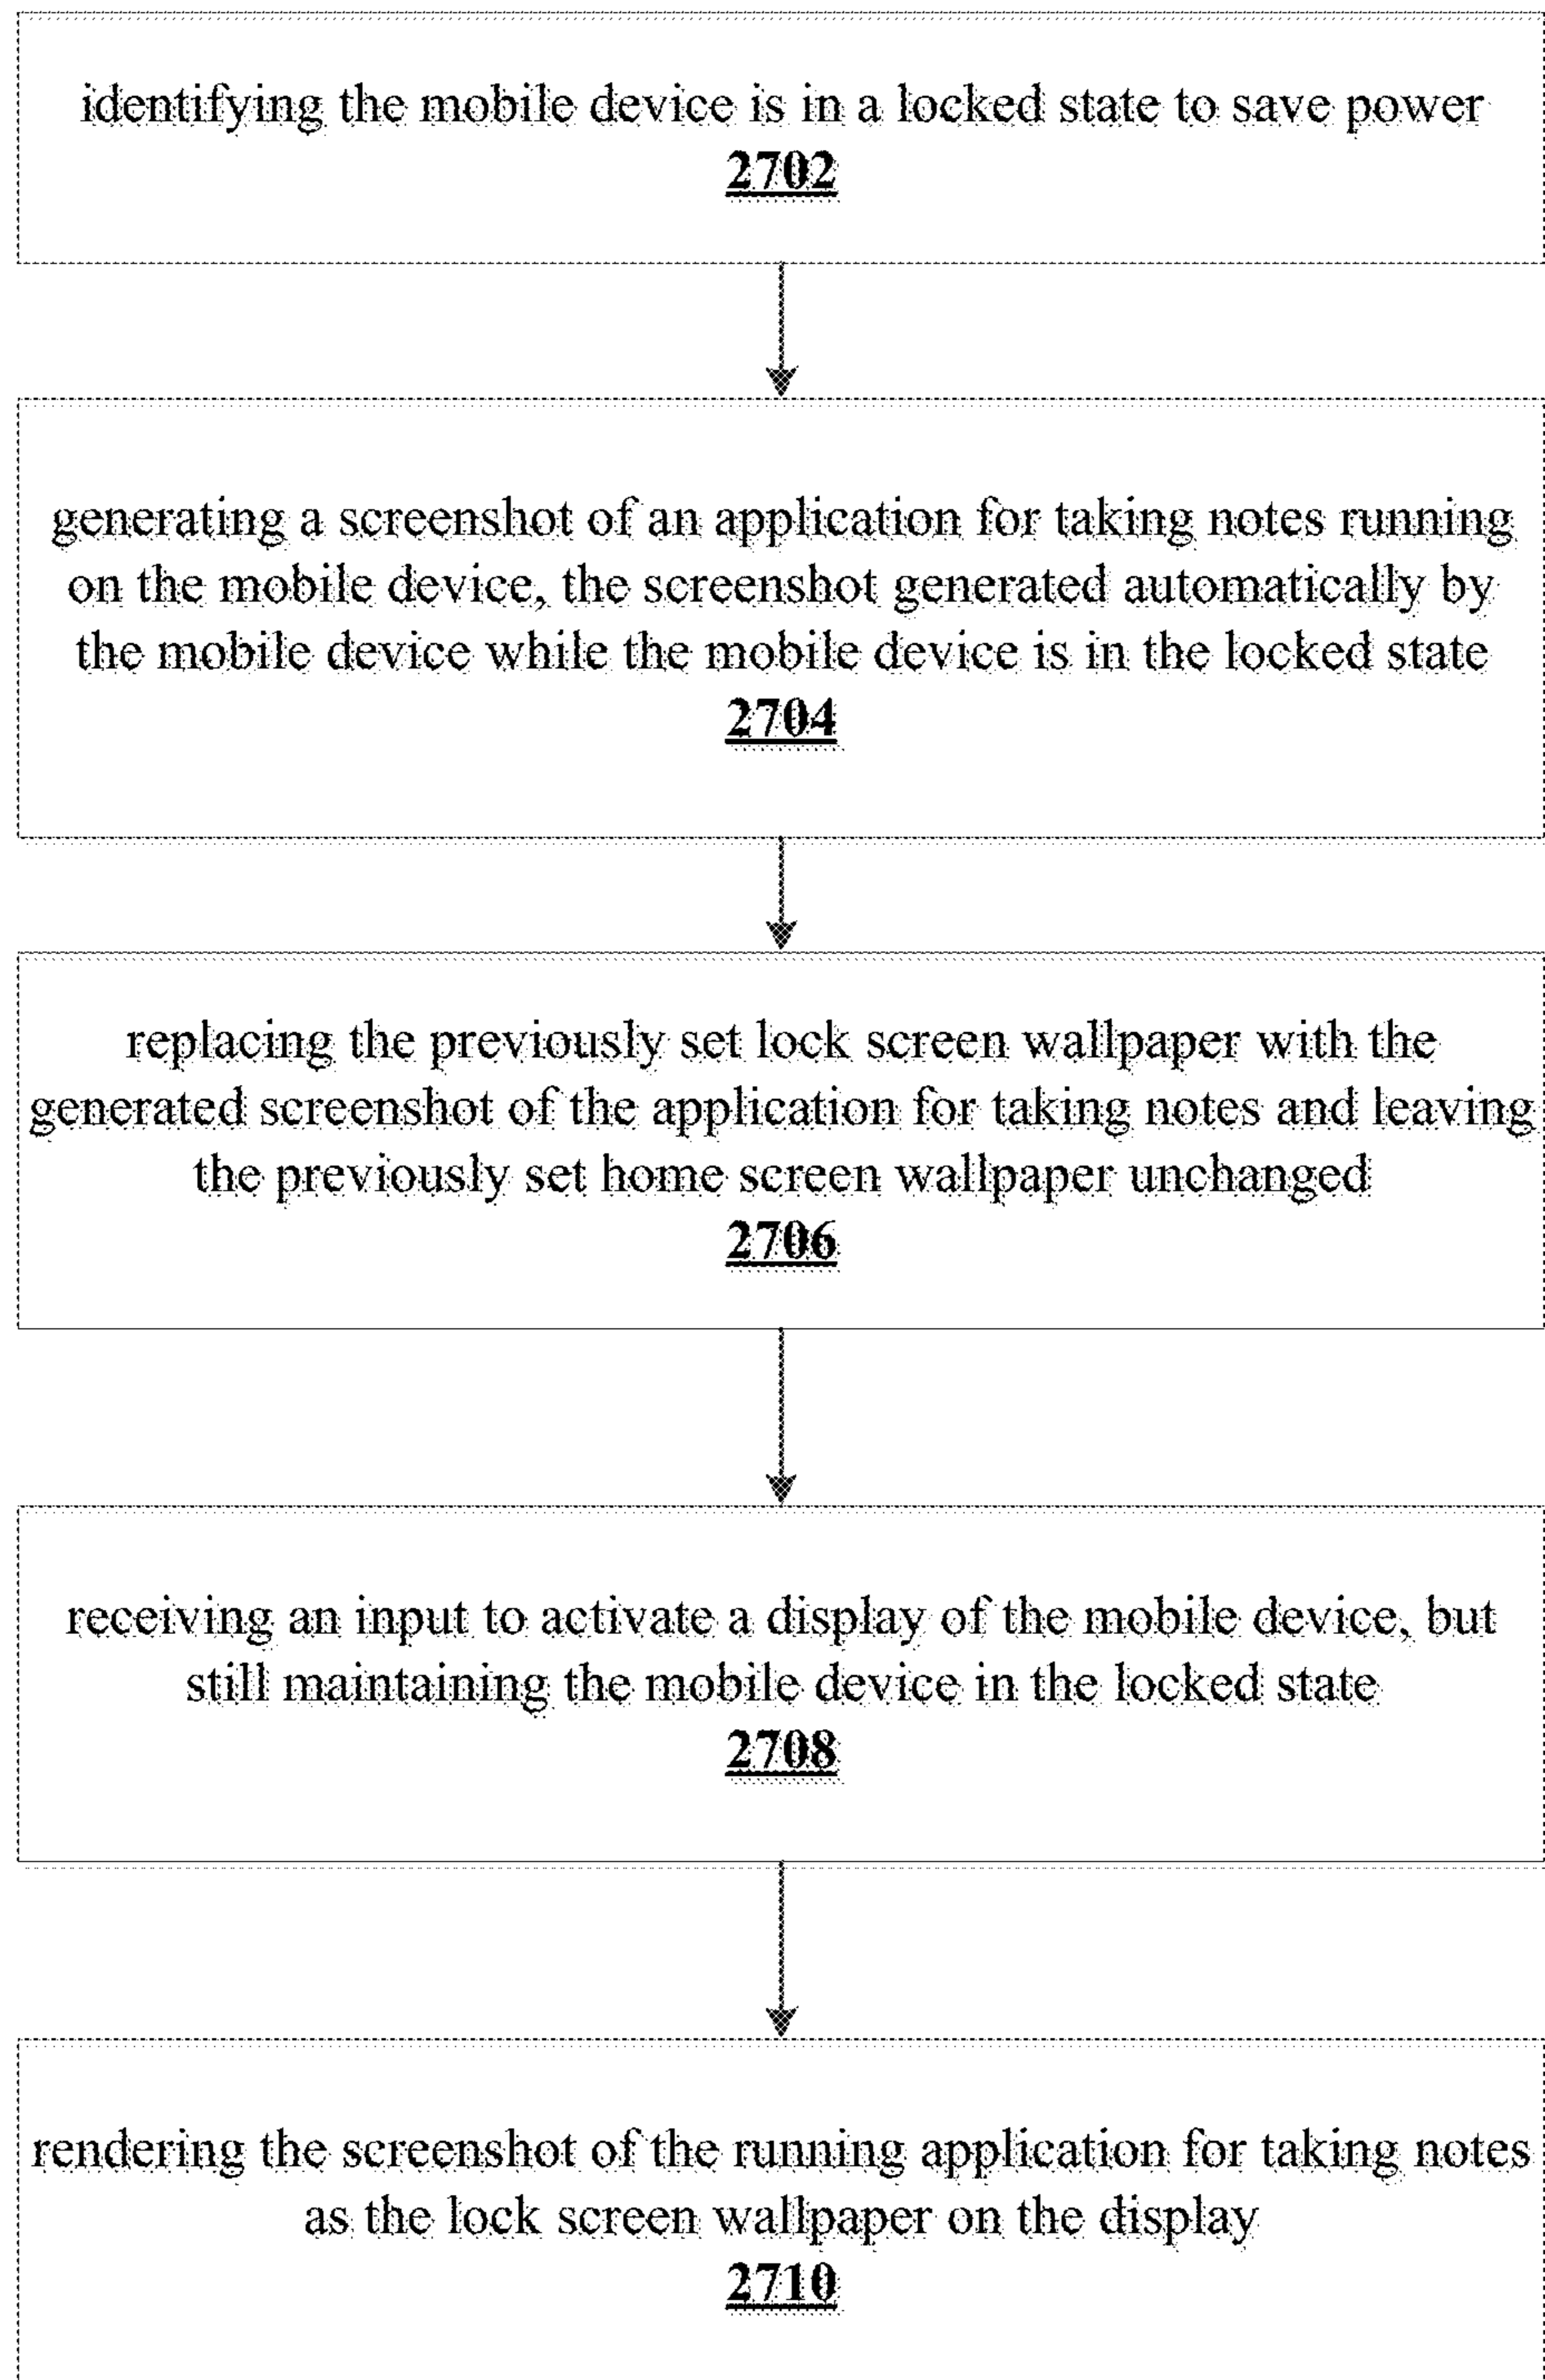 identifying the mobile device is in a locked state to save power
2702
generating a screenshot of an application for taking notes running
on the mobile device, the screenshot generated automatically by
the mobile device while the mobile device is in the locked state
2704
replacing the previously set lock screen wallpaper with the
generated screenshot of the application for taking notes and leaving
the previously set home screen wallpaper unchanged
2706
receiving an input to activate a display of the mobile device, but
still maintaining the mobile device in the locked state
2708
rendering the screenshot of the running application for taking notes
as the lock screen wallpaper on the display
2710